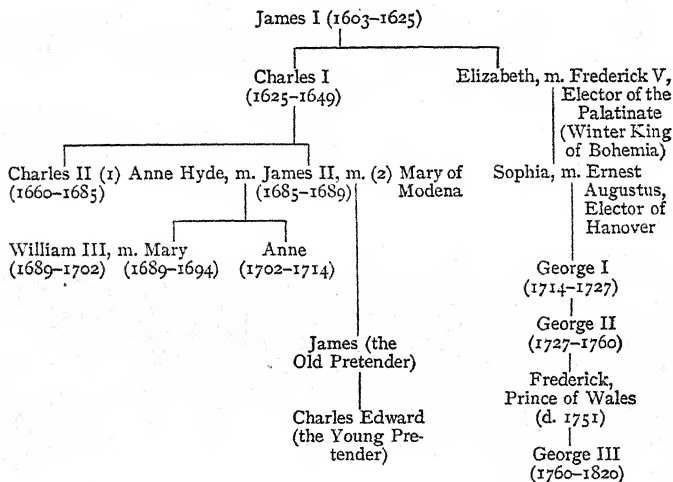 James I (1603–1625)
Charles I
(1625–1649)
Elizabeth, m. Frederick V,
Elector of the
Palatinate
(Winter King
of Bohemia)
Charles II (1) Anne Hyde, m. James II, m. (2) Mary of
(1660–1685) (1685–1689) Modena
Sophia, m. Ernest
Augustus,
Elector of
Hanover
William III, m. Mary Anne
(1689–1702) (1689–1694) (1702–1714)
George I
(1714–1727)
George II
(1727–1760)
James (the
Old Pretender)
Frederick,
Prince of Wales
(d. 1751)
Charles Edward
(the Young Pre-
tender)
George III
(1760–1820)